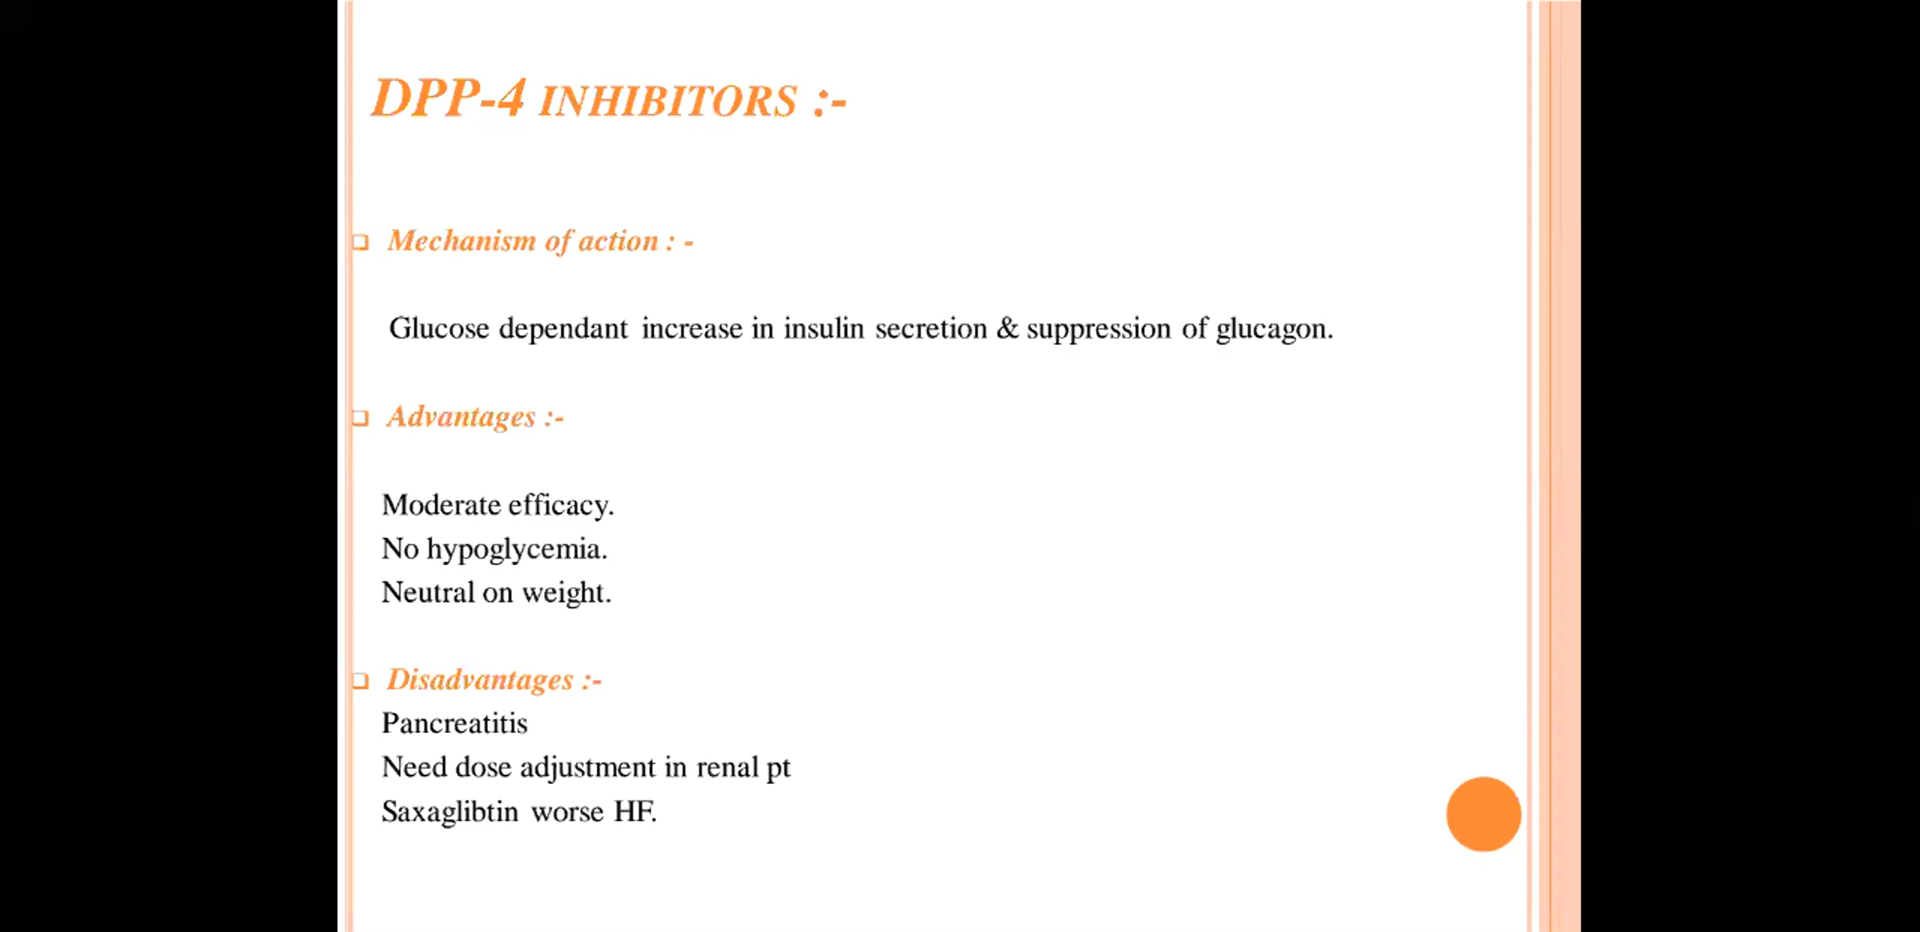 DPP-4 INHIBITORS :-
Mechanism of action : -
Glucose dependant increase in insulin secretion & suppression of glucagon.
Advantages :-
Moderate efficacy.
No hypoglycemia.
Neutral on weight.
Disadvantages :-
Pancreatitis
Need dose adjustment in renal pt
Saxaglibtin worse HF.